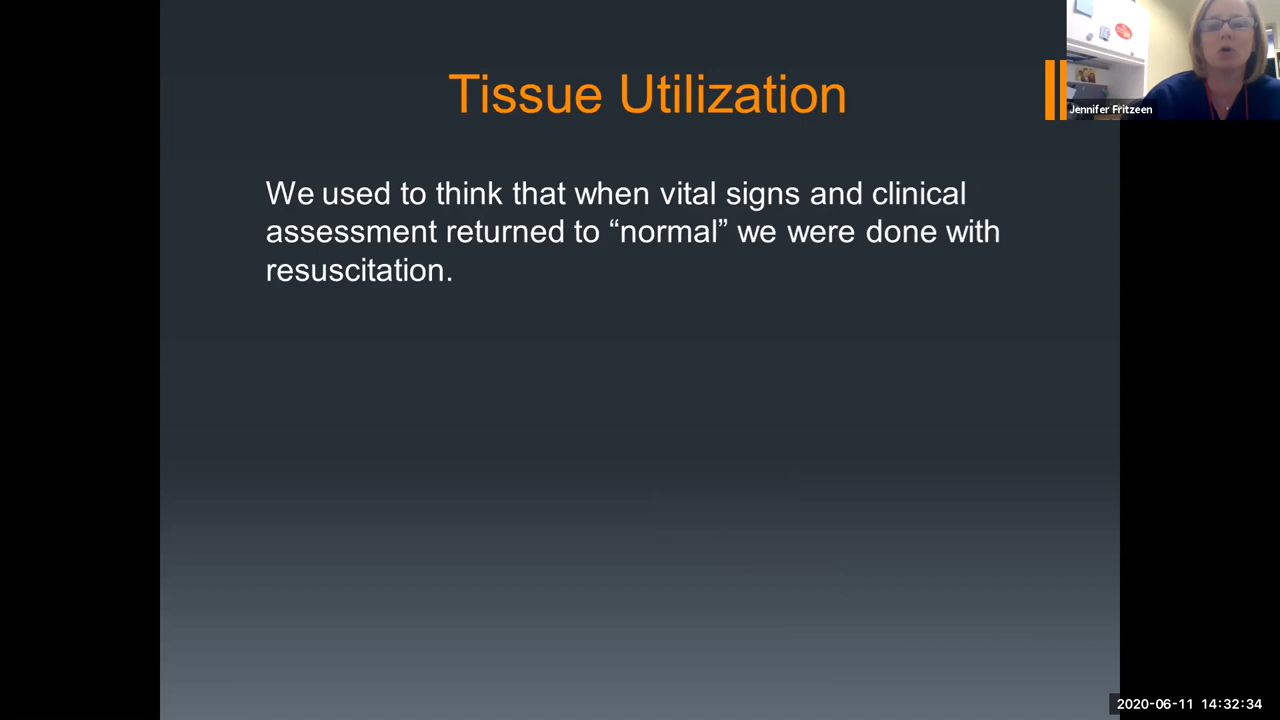 Tissue Utilization
Jennifer Fritzeen
We used to think that when vital signs and clinical
assessment returned to “normal” we were done with
resuscitation.
2020-06-11 14:32:34